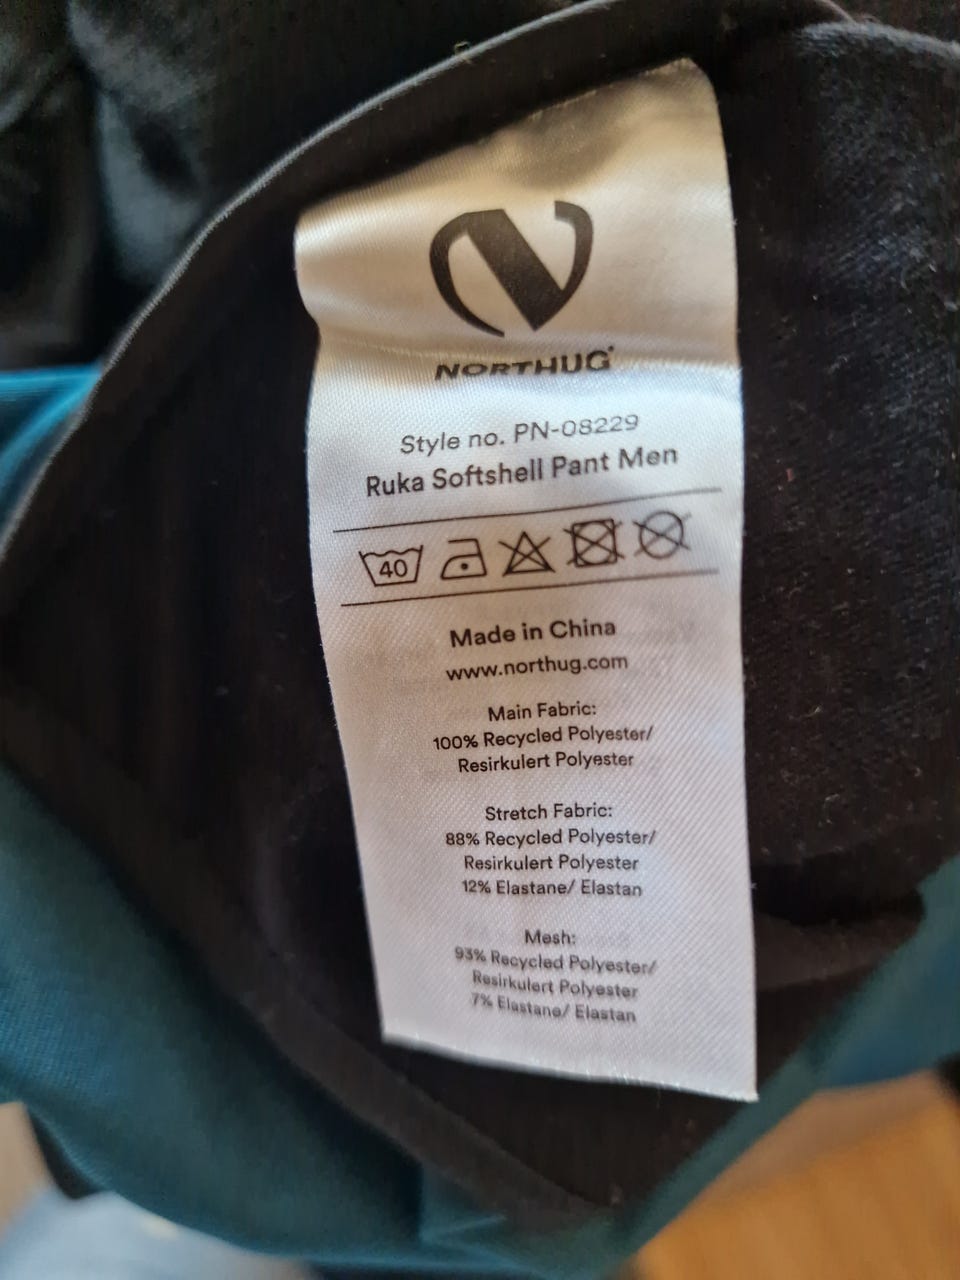 NORTHUG
Style no. PN-08229
Ruka Softshell Pant Men
40
Made in China
www.northug.com
Main Fabric:
100% Recycled Polyester/
Resirkulert Polyester
Stretch Fabric:
88% Recycled Polyester/
Resirkulert Polyester
12% Elastane/ Elastan
Mesh:
93% Recycled Polyester/
Resirkulert Polyester
7% Elastane/ Elastan